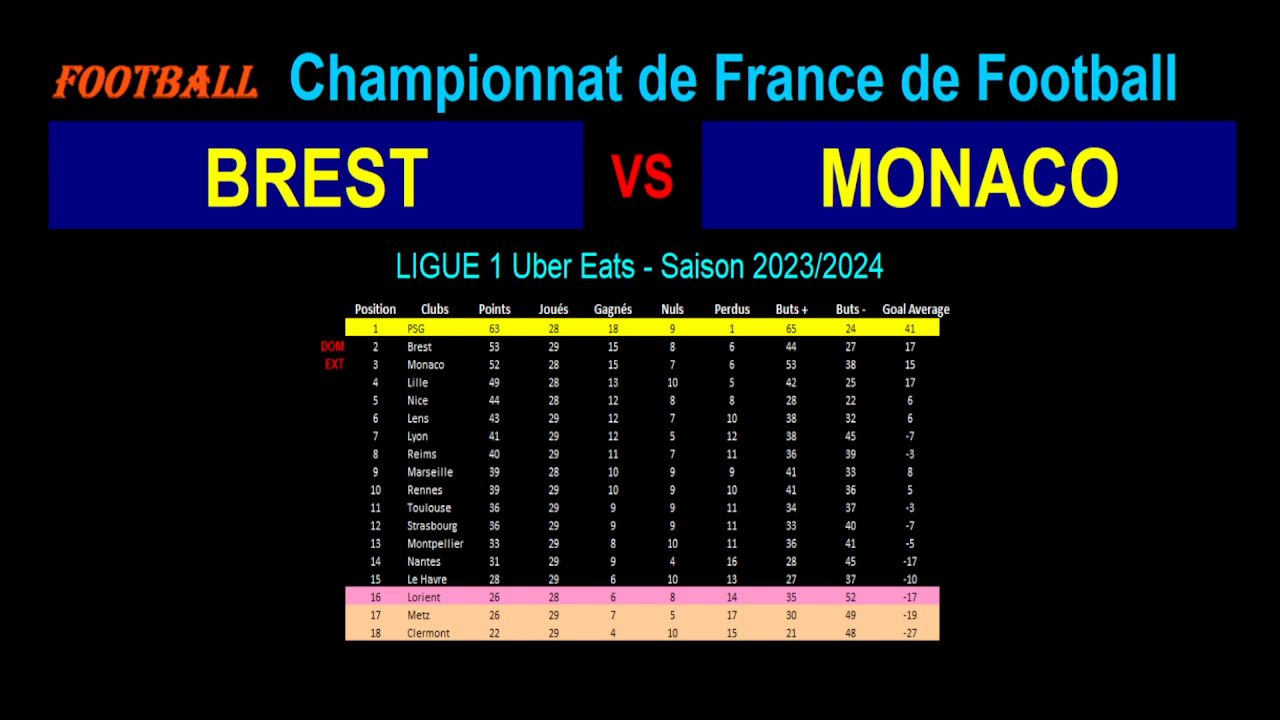 FOOTBALL Championnat de France de Football
BREST VS MONACO
LIGUE 1 Uber Eats - Saison 2023/2024
Position Clubs Points Joués Gagnés Nuls Perdus Buts + Buts - Goal Average
1 PSG 63 28 18 9 1 65 24 41
DOM 2 Brest 53 29 15 8 6 44 27 17
EXT 3 Monaco 52 28 15 7 6 53 38 15
4 Lille 49 28 13 10 5 42 25 17
5 Nice 44 28 12 8 8 28 22 6
6 Lens 43 29 12 7 10 38 32 6
7 Lyon 41 29 12 5 12 38 45 -7
8 Reims 40 29 11 7 11 36 39 -3
9 Marseille 39 28 10 9 9 41 33 8
10 Rennes 39 29 10 9 10 41 36 5
11 Toulouse 36 29 9 9 11 34 37 -3
12 Strasbourg 36 29 9 9 11 33 40 -7
13 Montpellier 33 29 8 10 11 36 41 -5
14 Nantes 31 29 9 4 16 28 45 -17
15 Le Havre 28 29 6 10 13 27 37 -10
16 Lorient 26 28 6 8 14 35 52 -17
17 Metz 26 29 7 5 17 30 49 -19
18 Clermont 22 29 4 10 15 21 48 -27